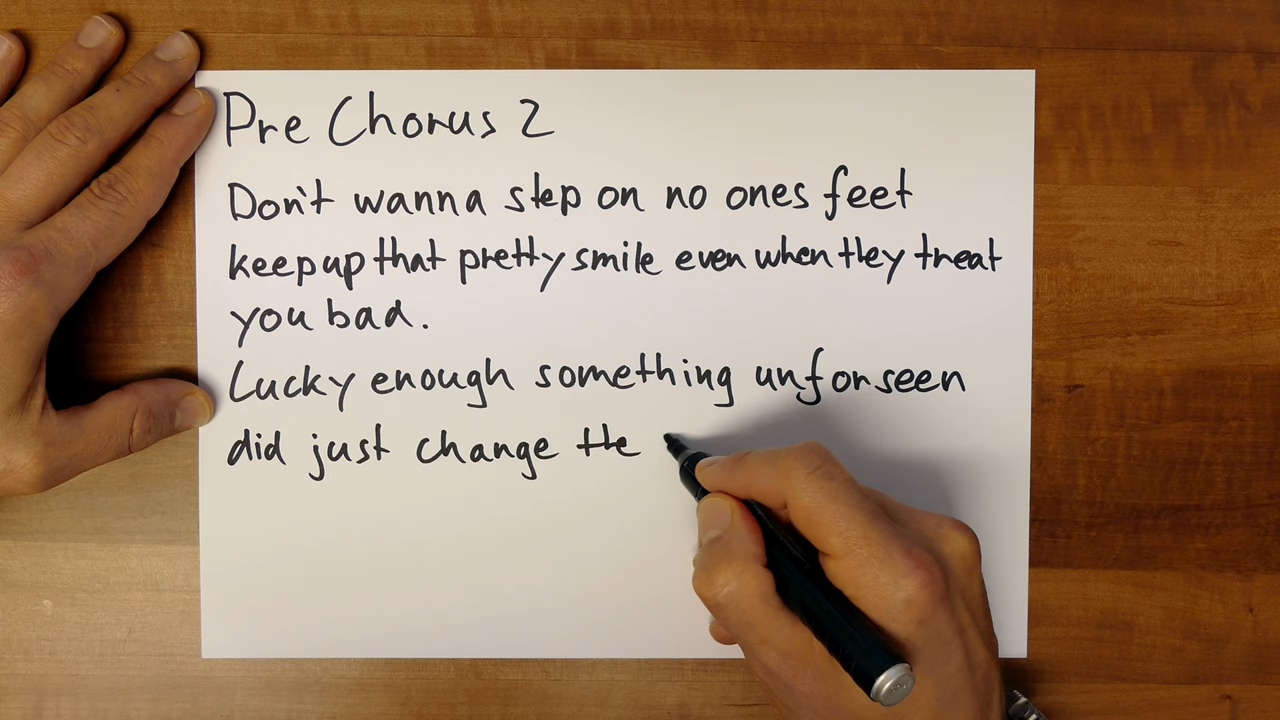 Pre Chorus 2
Don't wanna step on no ones feet
keep up that pretty smile even when they treat
you bad.
Lucky enough something unforseen
did just change the